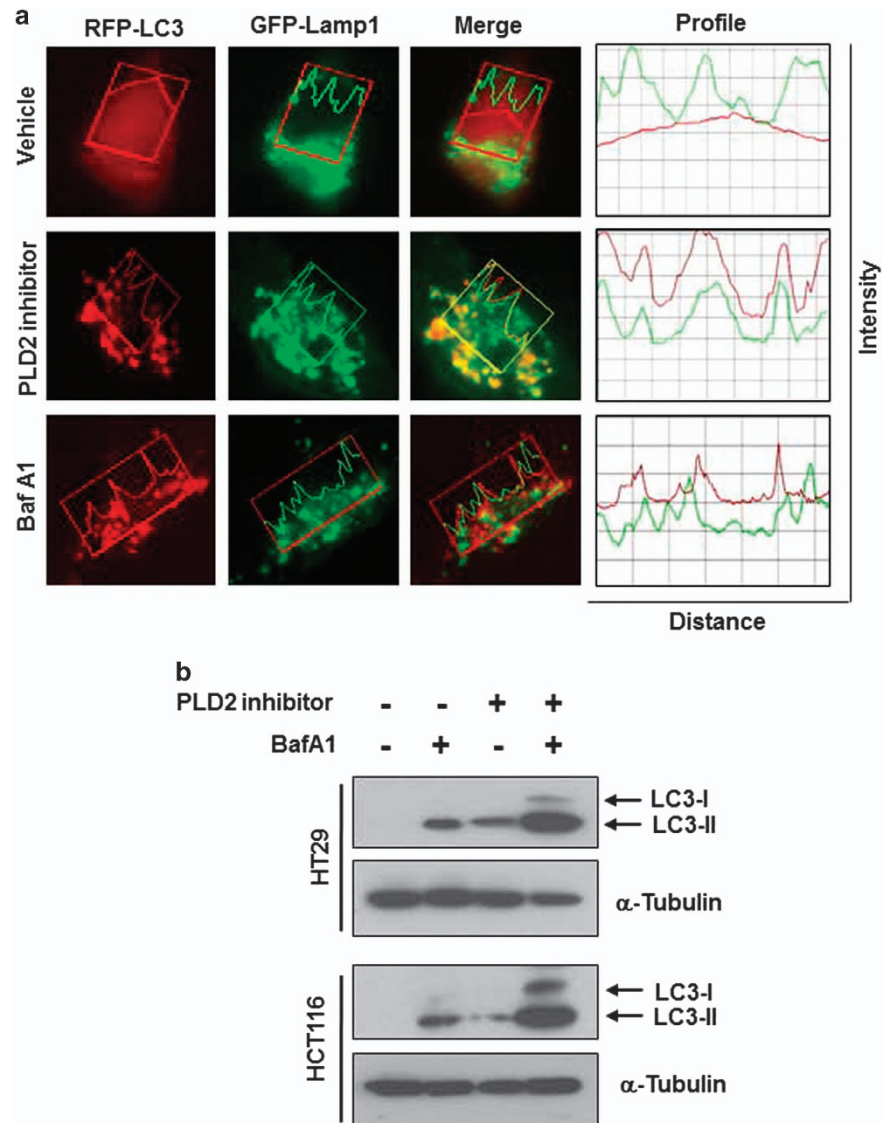 a
RFP-LC3 GFP-Lamp1 Merge Profile
Vehicle
PLD2 inhibitor
Baf A1
Intensity
Distance
b
PLD2 inhibitor - - + +
BafA1 - + - +
HT29
LC3-I
LC3-II
α-Tubulin
HCT116
LC3-I
LC3-II
α-Tubulin